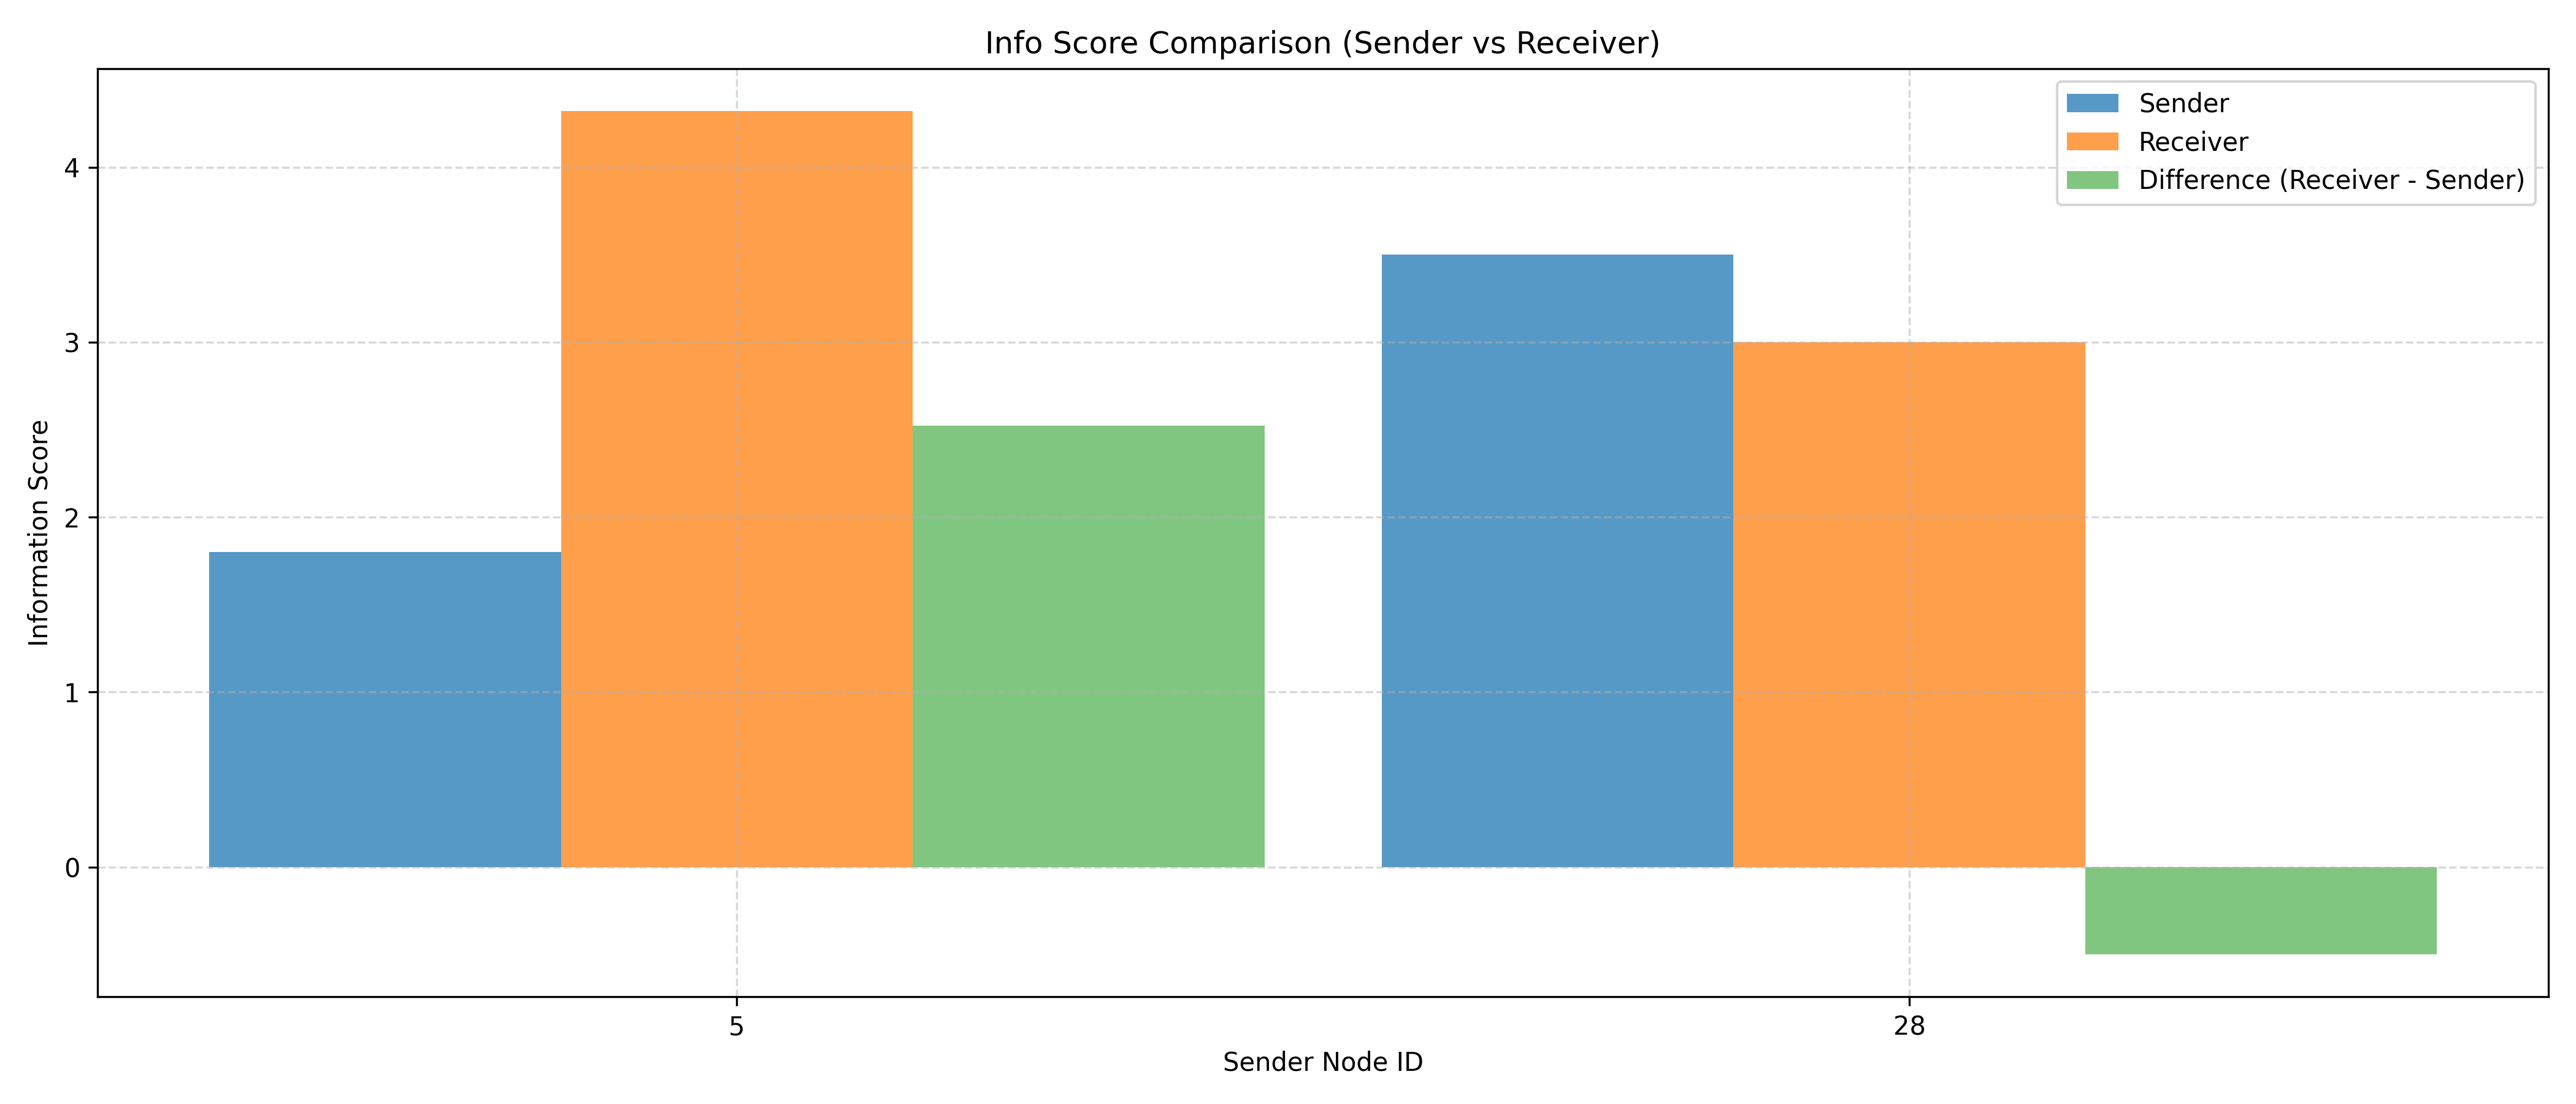 Info Score Comparison (Sender vs Receiver)
Sender
Receiver
Difference (Receiver - Sender)
Information Score
4
3
2
1
0
5
28
Sender Node ID